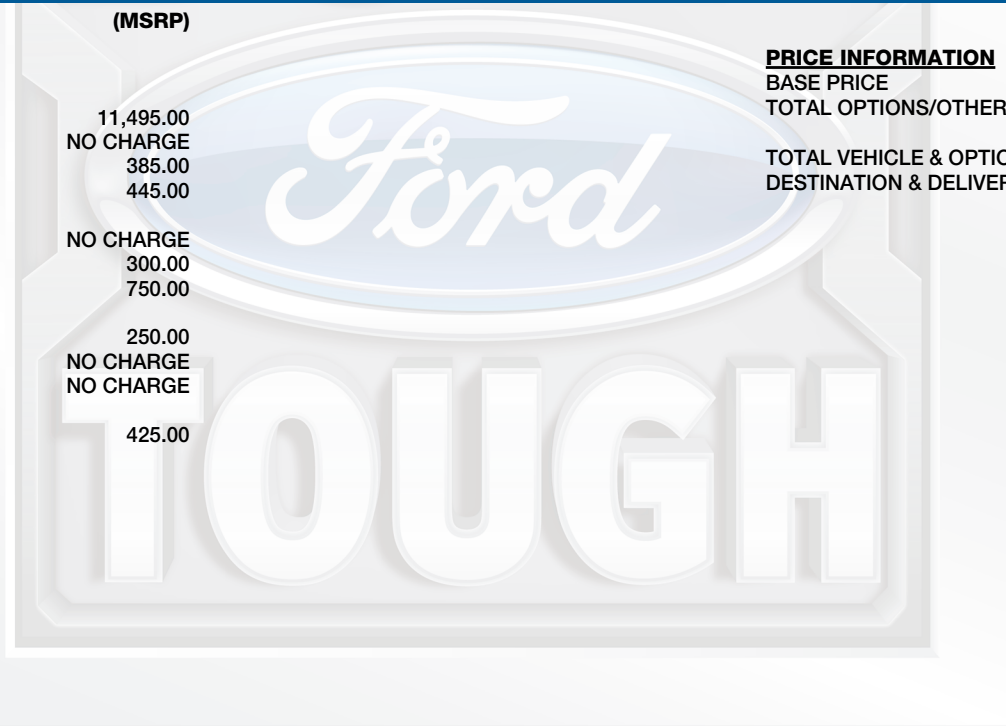 (MSRP)
11,495.00
NO CHARGE
385.00
445.00
NO CHARGE
300.00
750.00
250.00
NO CHARGE
NO CHARGE
425.00
PRICE INFORMATION
BASE PRICE
TOTAL OPTIONS/OTHER
TOTAL VEHICLE & OPTIO
DESTINATION & DELIVER
Ford
TOUGH